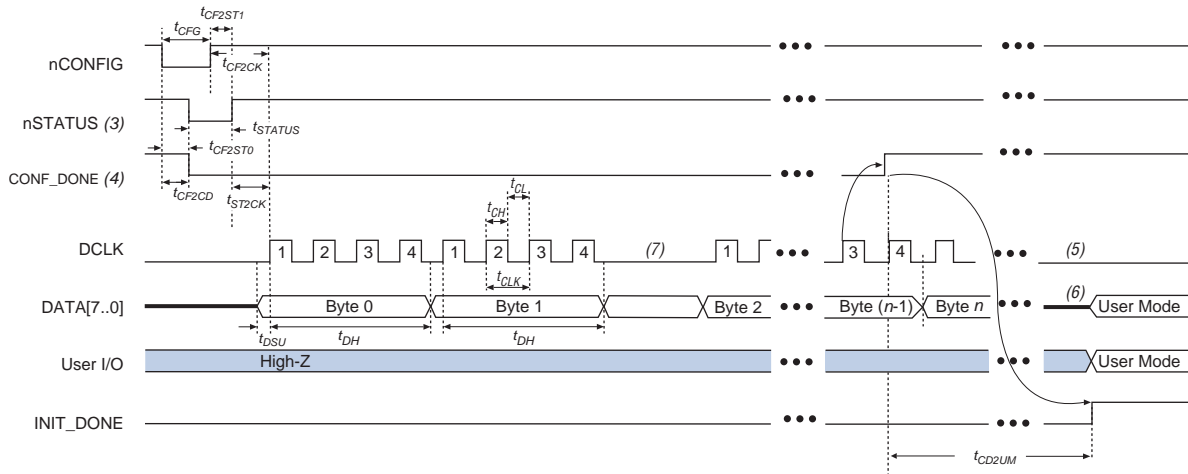 tCF2ST1
tCFG
nCONFIG
tCF2CK
nSTATUS (3)
tSTATUS
tCF2ST0
CONF_DONE (4)
tCF2CD
tST2CK
tCL
tCH
DCLK
1 2 3 4 1 2 3 4 (7) 1 3 4 (5)
tCLK
DATA[7..0]
Byte 0 Byte 1 Byte 2 Byte (n-1) Byte n (6) User Mode
tDSU tDH tDH
User I/O High-Z User Mode
INIT_DONE
tCD2UM